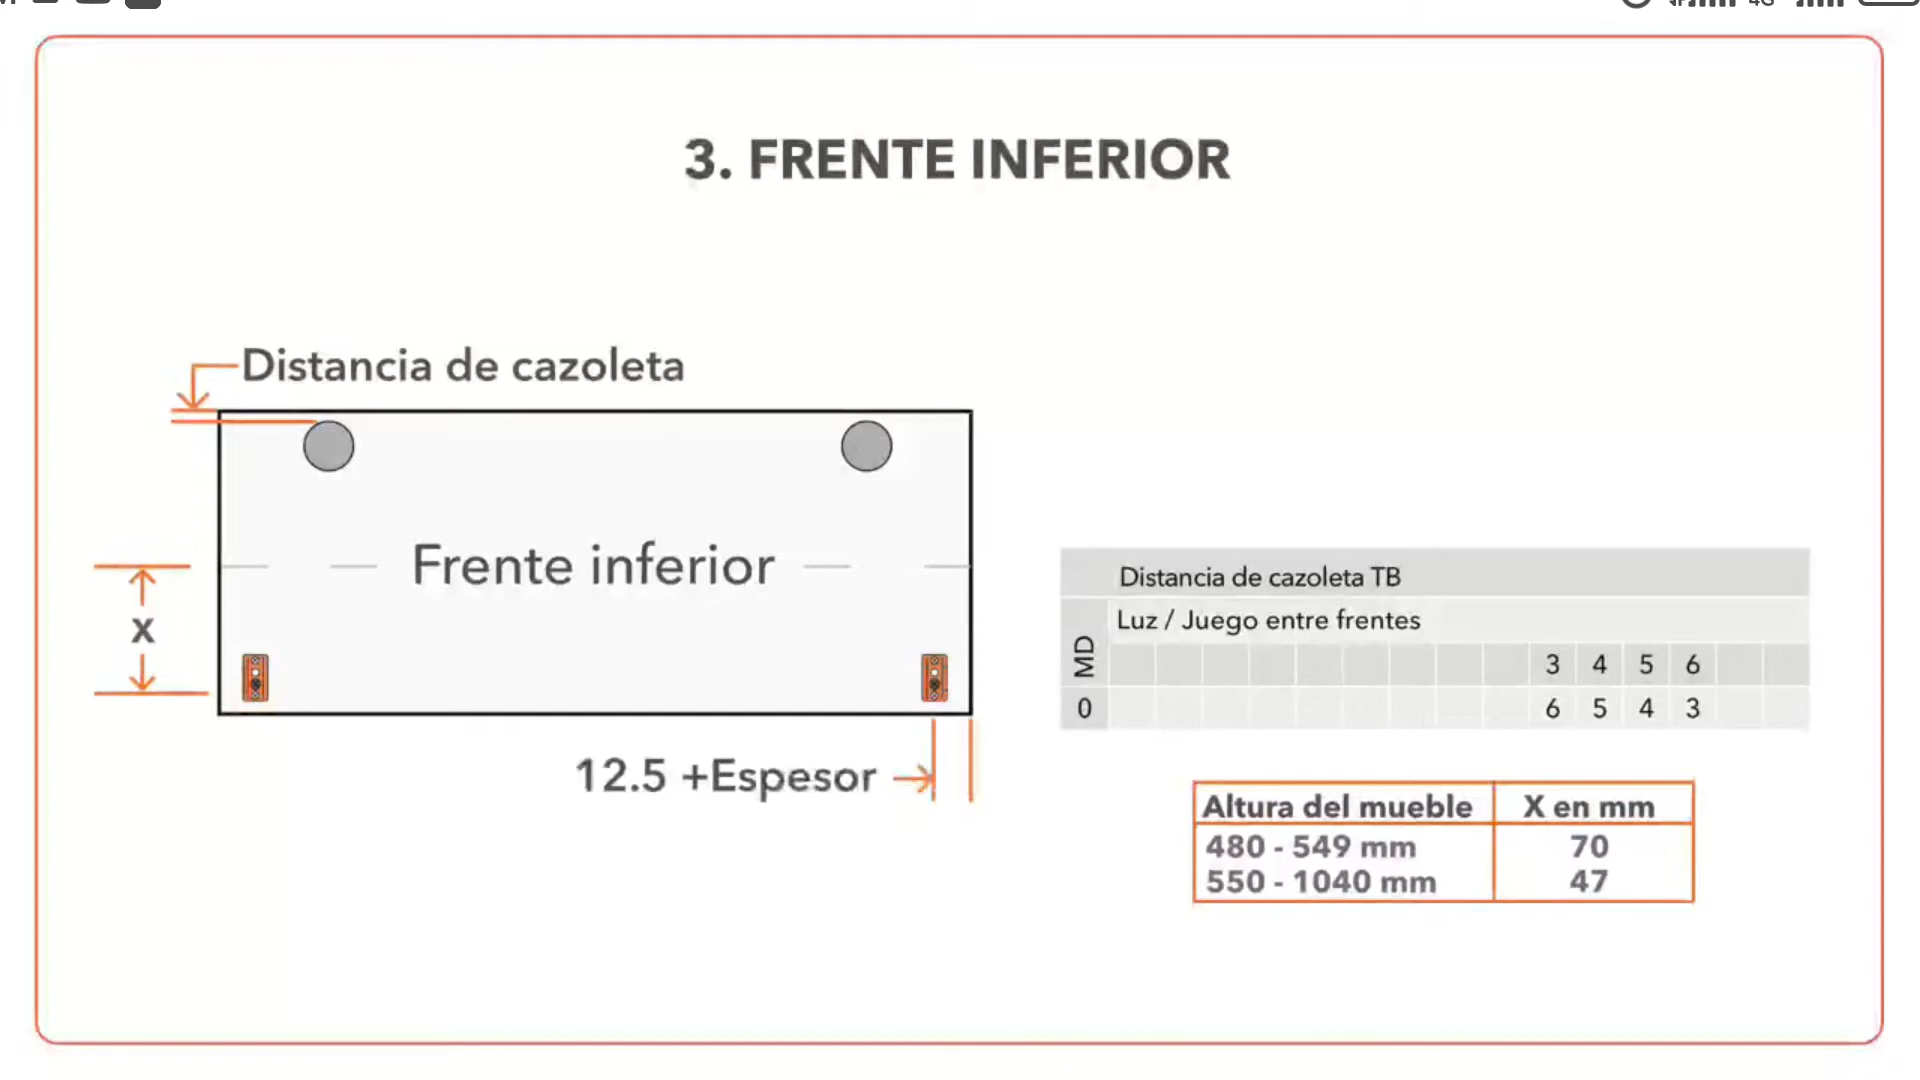 3. FRENTE INFERIOR
Distancia de cazoleta
Frente inferior
x
12.5 +Espesor
Distancia de cazoleta TB
Luz / Juego entre frentes
MD
3 4 5 6
0 6 5 4 3
Altura del mueble X en mm
480 - 549 mm 70
550 - 1040 mm 47